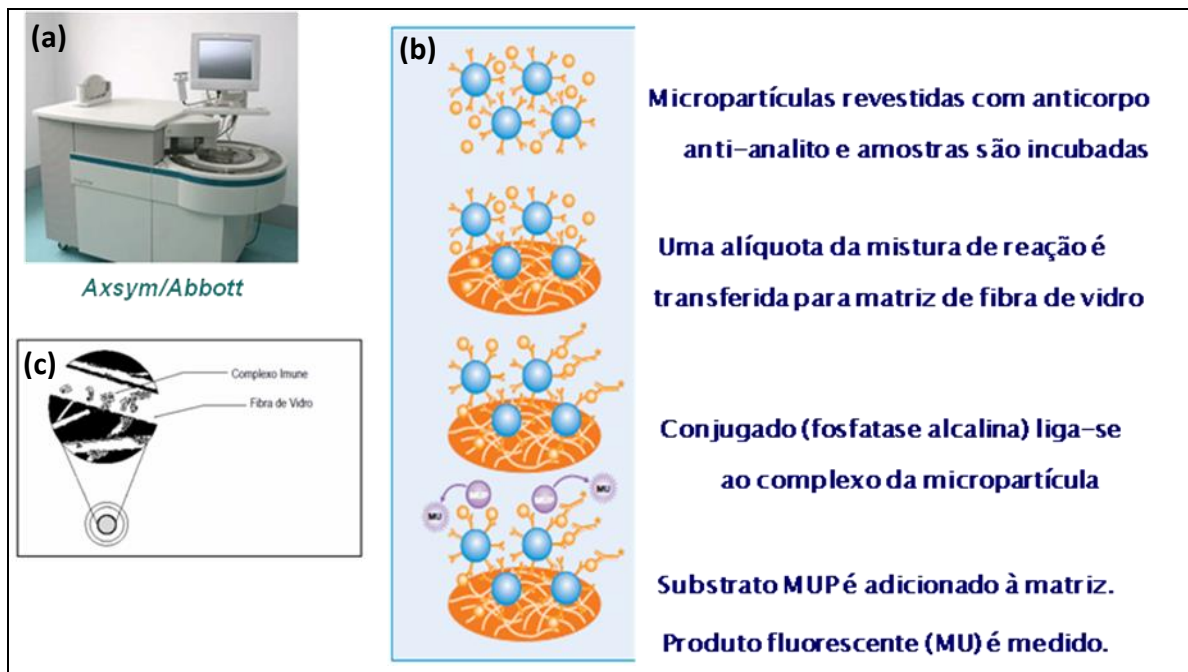 (a)
Axsym/Abbott
(b)
Micropartículas revestidas com anticorpo
anti-analito e amostras são incubadas
Uma alíquota da mistura de reação é
transferida para matriz de fibra de vidro
Conjugado (fosfatase alcalina) liga-se
ao complexo da micropartícula
MUP
MUP
MU
MU
Substrato MUP é adicionado à matriz.
Produto fluorescente (MU) é medido.
(c)
Complexo Imune
Fibra de Vidro